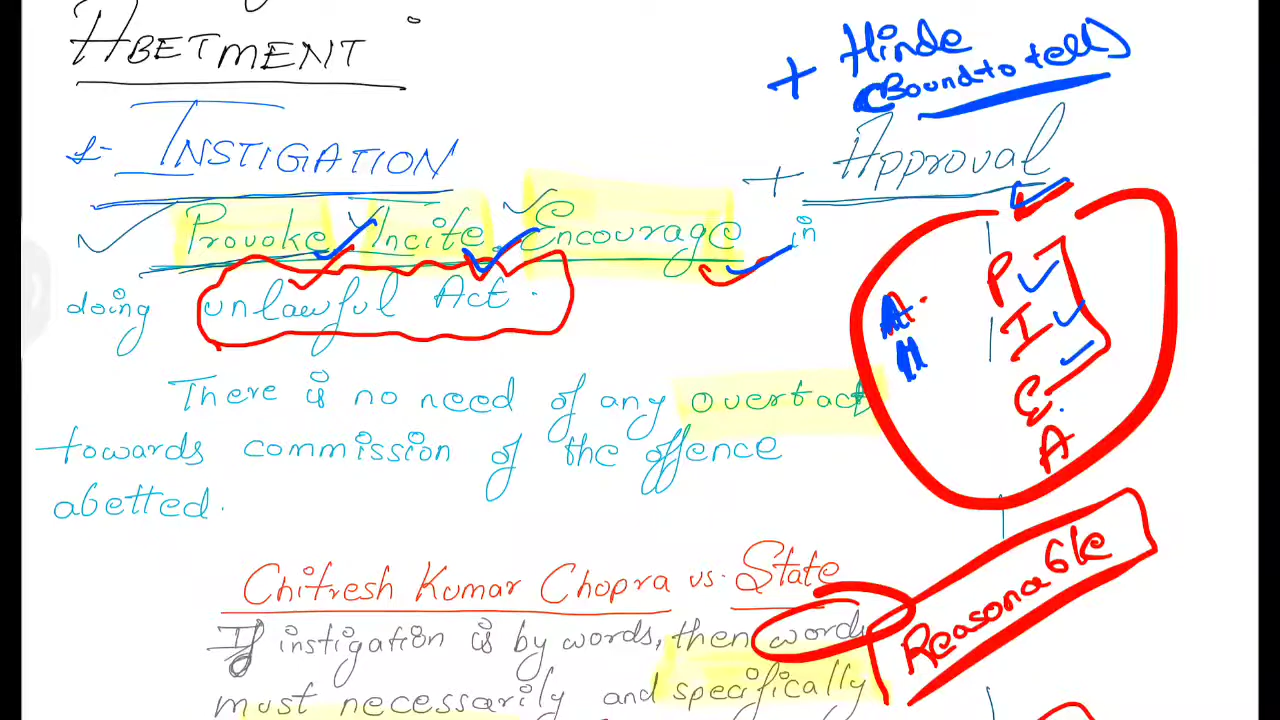 ABETMENT
+ Hinde
(Bound to tell)
1- INSTIGATION
+ Approval
Provoke, Incite, Encourage in
doing unlawful Act.
P
I
E
A
There is no need of any overt act
towards commission of the offence
abetted.
Reasonable
Chitresh Kumar Chopra vs. State
If instigation is by words, then words
must necessarily and specifically